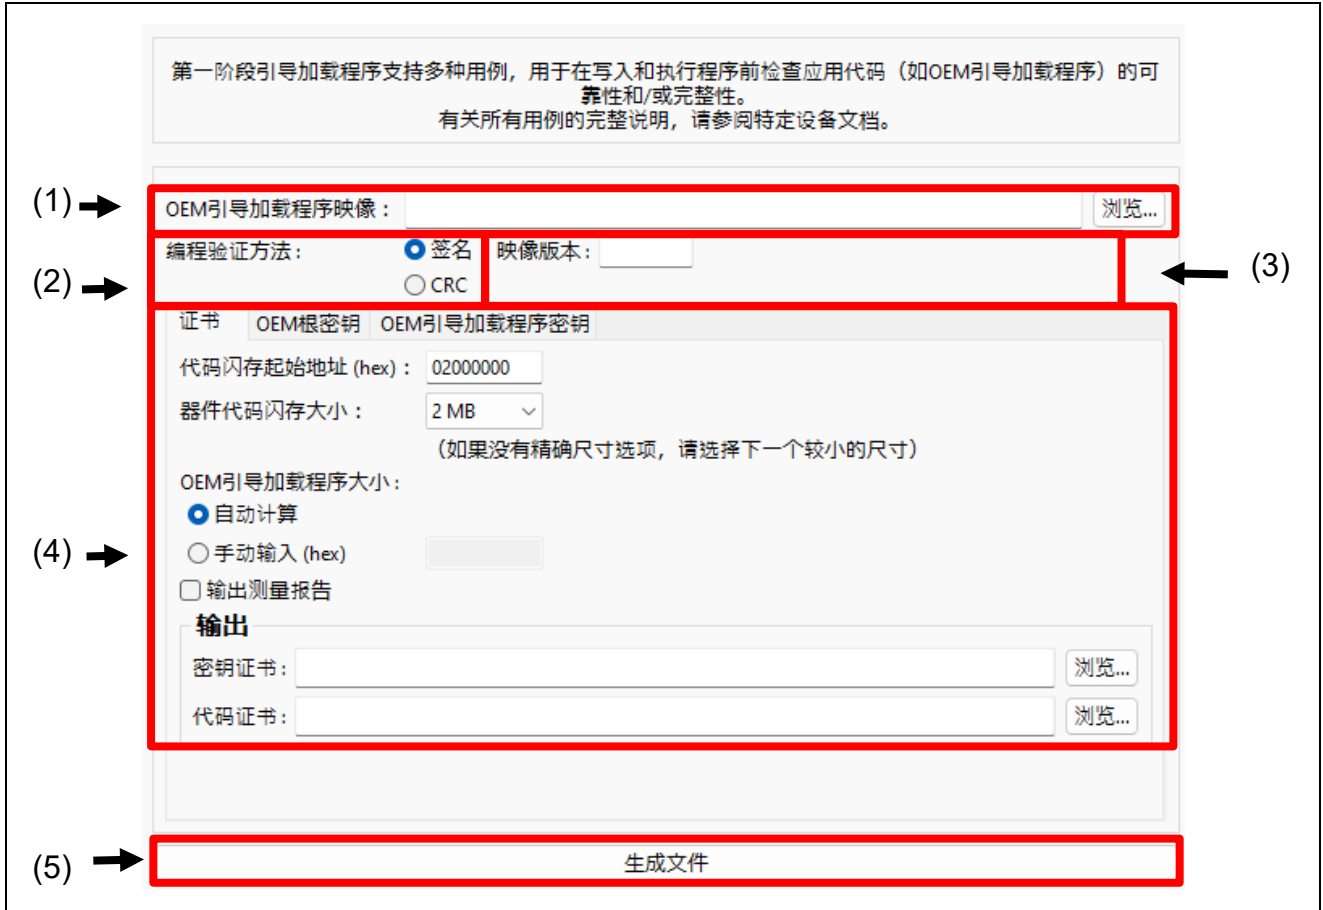 第一阶段引导加载程序支持多种用例，用于在写入和执行程序前检查应用代码（如OEM引导加载程序）的可
靠性和/或完整性。
有关所有用例的完整说明，请参阅特定设备文档。
(1)
OEM引导加载程序映像：
浏览...
(2)
编程验证方法：
签名
CRC
映像版本：
(3)
证书
OEM根密钥
OEM引导加载程序密钥
代码闪存起始地址 (hex)：
02000000
器件代码闪存大小：
2 MB
（如果没有精确尺寸选项，请选择下一个较小的尺寸）
OEM引导加载程序大小：
自动计算
(4)
手动输入 (hex)
输出测量报告
输出
密钥证书：
浏览...
代码证书：
浏览...
(5)
生成文件